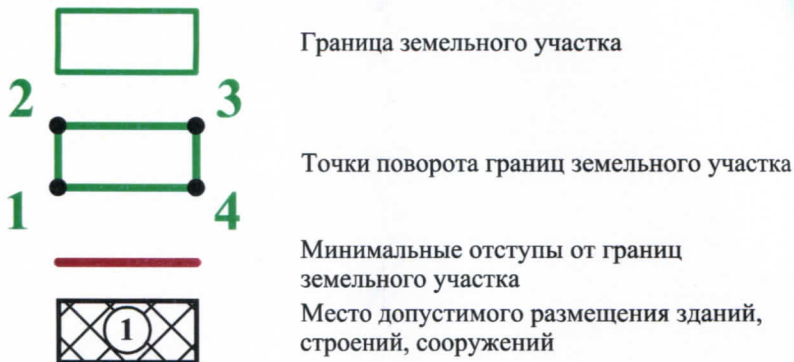 Граница земельного участка
2 3
Точки поворота границ земельного участка
1 4
Минимальные отступы от границ
земельного участка
1
Место допустимого размещения зданий,
строений, сооружений